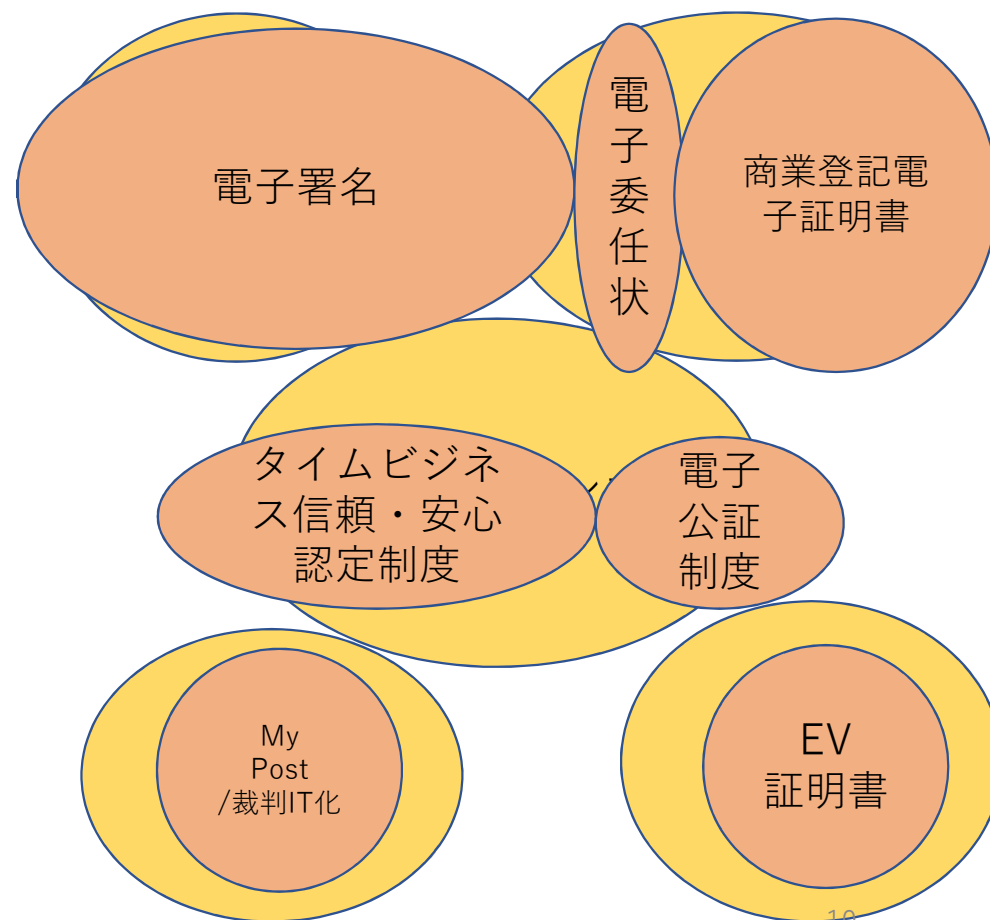 電子署名
電子委任状
商業登記電
子証明書
タイムビジネ
ス信頼・安心
認定制度
電子
公証
制度
My
Post
/裁判IT化
EV
証明書
10